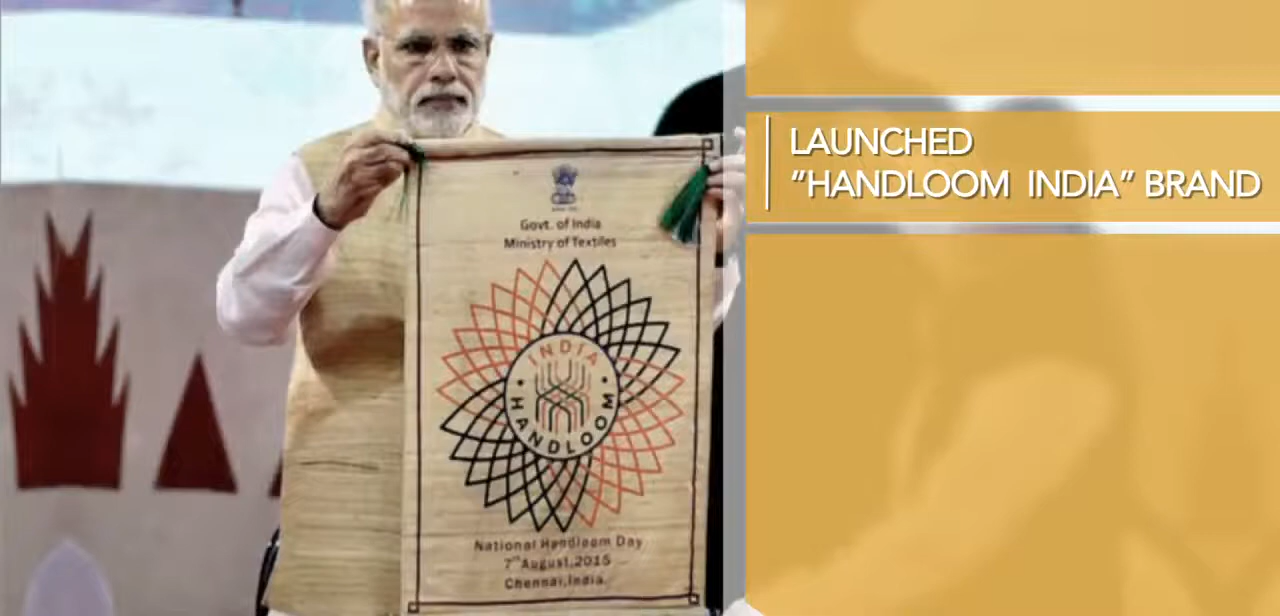 Govt. of India
Ministry of Textiles
INDIA
HANDLOOM
National Handloom Day
7th August,2015
Chennai,India.
LAUNCHED
“HANDLOOM INDIA” BRAND